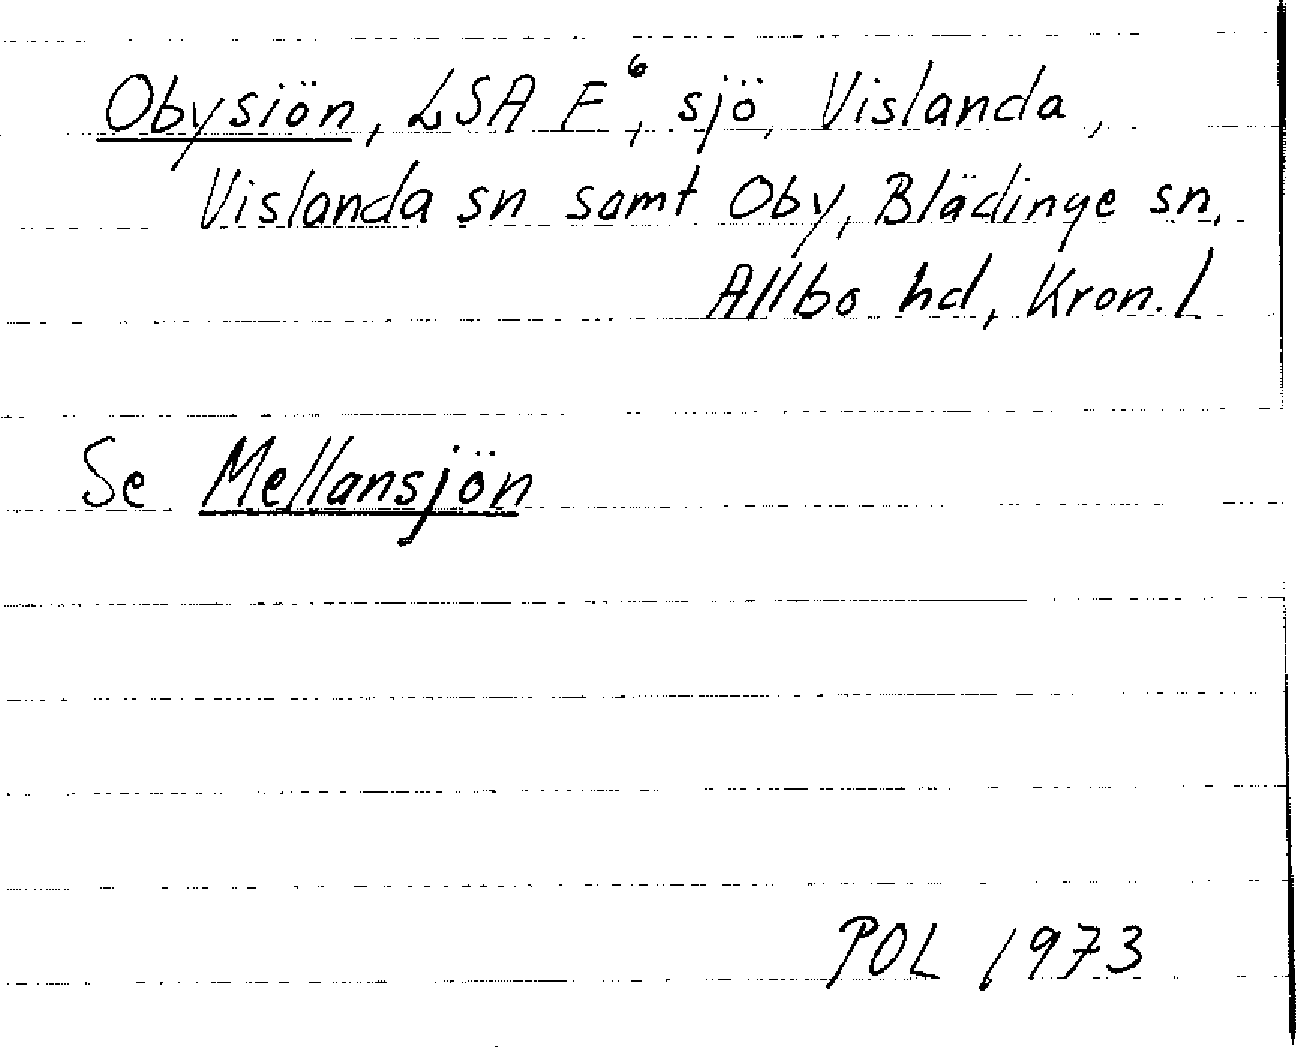 Obysiön, LSA F⁶, sjö, Vislanda,
Vislanda sn samt Oby, Blädinge sn,
Allbo hd, Kron. l
Se Mellansjön
POL 1973